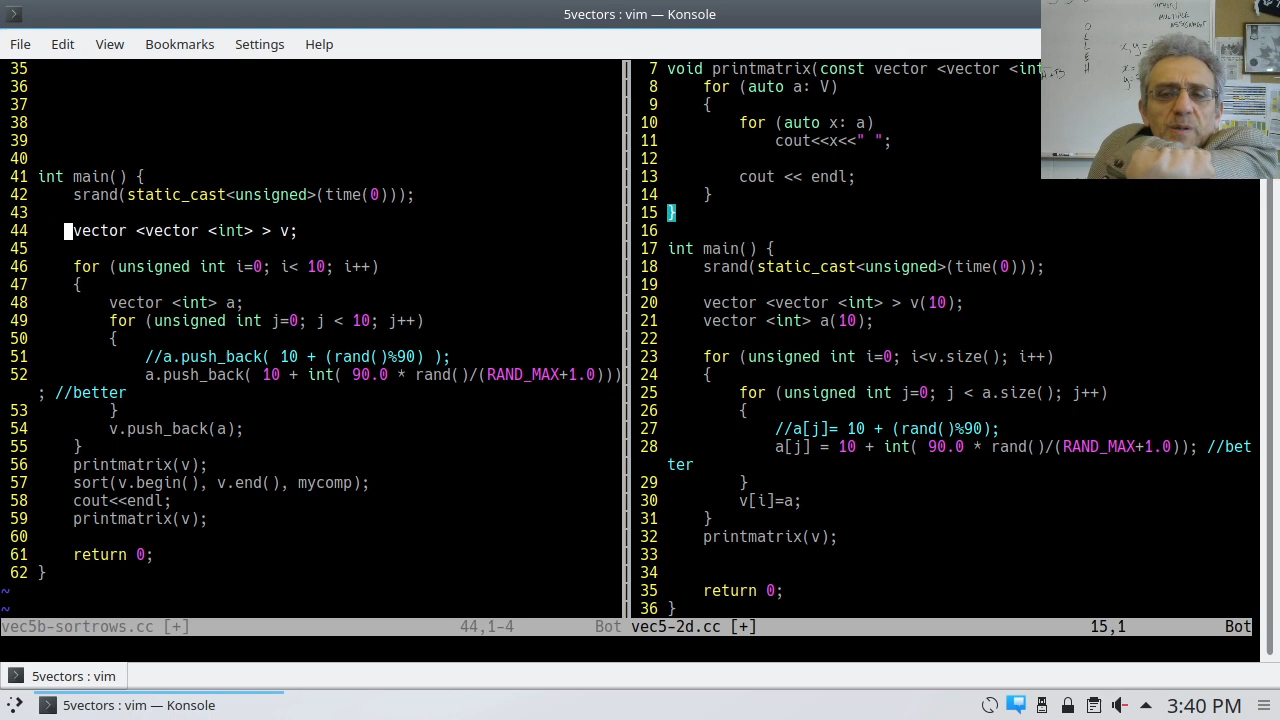 5vectors : vim — Konsole
File Edit View Bookmarks Settings Help
35
36
37
38
39
40
41 int main() {
42 srand(static_cast<unsigned>(time(0)));
43
44 vector <vector <int> > v;
45
46 for (unsigned int i=0; i< 10; i++)
47 {
48 vector <int> a;
49 for (unsigned int j=0; j < 10; j++)
50 {
51 //a.push_back( 10 + (rand()%90) );
52 a.push_back( 10 + int( 90.0 * rand()/(RAND_MAX+1.0)))
; //better
53 }
54 v.push_back(a);
55 }
56 printmatrix(v);
57 sort(v.begin(), v.end(), mycomp);
58 cout<<endl;
59 printmatrix(v);
60
61 return 0;
62 }
~
~
vec5b-sortrows.cc [+] 44,1-4 Bot
7 void printmatrix(const vector <vector <int
8 for (auto a: V)
9 {
10 for (auto x: a)
11 cout<<x<<" ";
12
13 cout << endl;
14 }
15 }
16
17 int main() {
18 srand(static_cast<unsigned>(time(0)));
19
20 vector <vector <int> > v(10);
21 vector <int> a(10);
22
23 for (unsigned int i=0; i<v.size(); i++)
24 {
25 for (unsigned int j=0; j < a.size(); j++)
26 {
27 //a[j]= 10 + (rand()%90);
28 a[j] = 10 + int( 90.0 * rand()/(RAND_MAX+1.0)); //bet
ter
29 }
30 v[i]=a;
31 }
32 printmatrix(v);
33
34
35 return 0;
36 }
vec5-2d.cc [+] 15,1 Bot
MULTIPLE
ASSIGNMENT
5vectors : vim
5vectors : vim — Konsole
3:40 PM